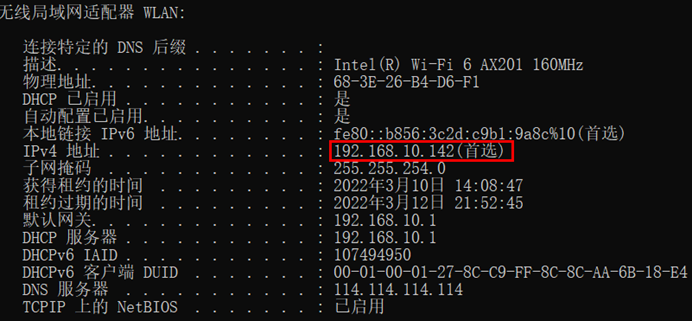 无线局域网适配器 WLAN:
连接特定的 DNS 后缀 . . . . . . . :
描述. . . . . . . . . . . . . . . : Intel(R) Wi-Fi 6 AX201 160MHz
物理地址. . . . . . . . . . . . . : 68-3E-26-B4-D6-F1
DHCP 已启用 . . . . . . . . . . . : 是
自动配置已启用. . . . . . . . . . : 是
本地链接 IPv6 地址. . . . . . . . : fe80::b856:3c2d:c9b1:9a8c%10(首选)
IPv4 地址 . . . . . . . . . . . . : 192.168.10.142(首选)
子网掩码 . . . . . . . . . . . . : 255.255.254.0
获得租约的时间 . . . . . . . . . : 2022年3月10日 14:08:47
租约过期的时间 . . . . . . . . . : 2022年3月12日 21:52:45
默认网关. . . . . . . . . . . . . : 192.168.10.1
DHCP 服务器 . . . . . . . . . . . : 192.168.10.1
DHCPv6 IAID . . . . . . . . . . . : 107494950
DHCPv6 客户端 DUID . . . . . . . : 00-01-00-01-27-8C-C9-FF-8C-8C-AA-6B-18-E4
DNS 服务器 . . . . . . . . . . . : 114.114.114.114
TCPIP 上的 NetBIOS . . . . . . . : 已启用